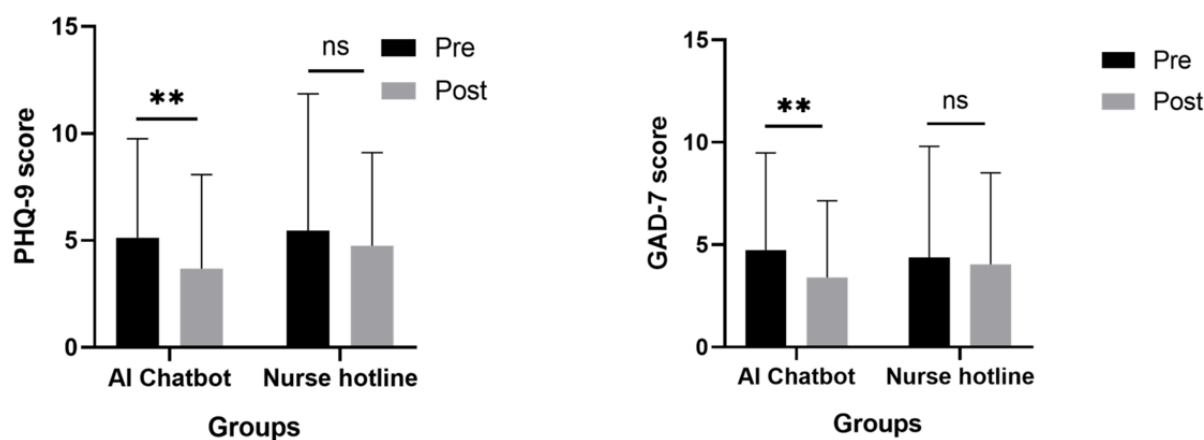 15
10
5
0
PHQ-9 score
**
ns
Pre
Post
AI Chatbot
Nurse hotline
Groups
15
10
5
0
GAD-7 score
**
ns
Pre
Post
AI Chatbot
Nurse hotline
Groups